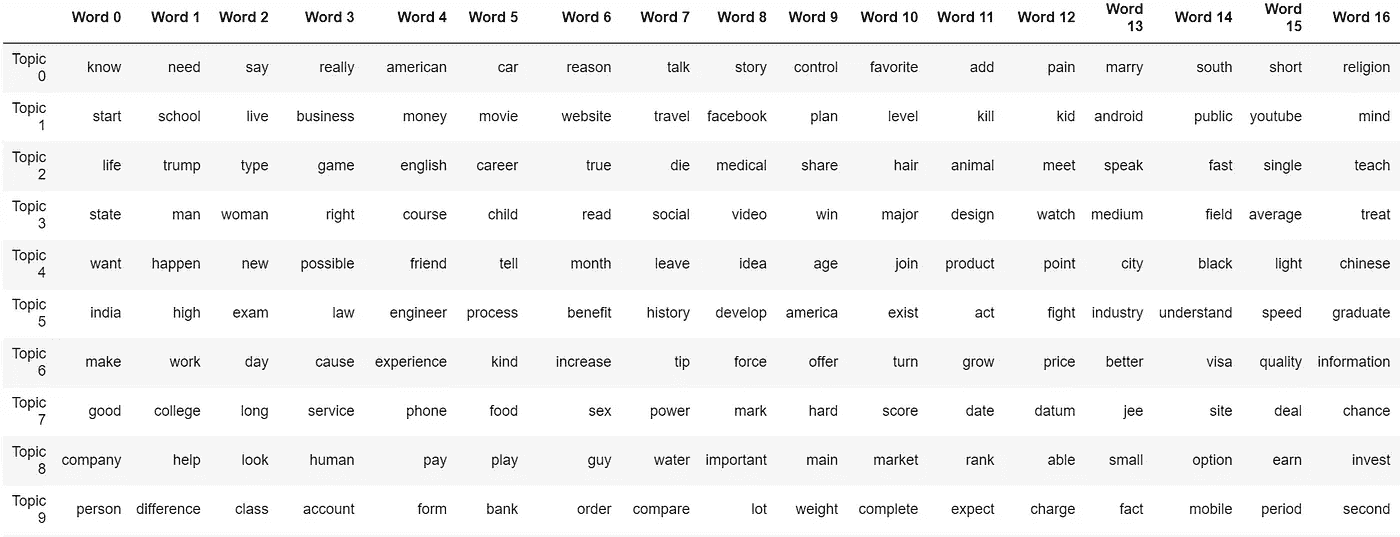 Word 0 Word 1 Word 2 Word 3 Word 4 Word 5 Word 6 Word 7 Word 8 Word 9 Word 10 Word 11 Word 12 Word 13 Word 14 Word 15 Word 16
Topic 0 know need say really american car reason talk story control favorite add pain marry south short religion
Topic 1 start school live business money movie website travel facebook plan level kill kid android public youtube mind
Topic 2 life trump type game english career true die medical share hair animal meet speak fast single teach
Topic 3 state man woman right course child read social video win major design watch medium field average treat
Topic 4 want happen new possible friend tell month leave idea age join product point city black light chinese
Topic 5 india high exam law engineer process benefit history develop america exist act fight industry understand speed graduate
Topic 6 make work day cause experience kind increase tip force offer turn grow price better visa quality information
Topic 7 good college long service phone food sex power mark hard score date datum jee site deal chance
Topic 8 company help look human pay play guy water important main market rank able small option earn invest
Topic 9 person difference class account form bank order compare lot weight complete expect charge fact mobile period second